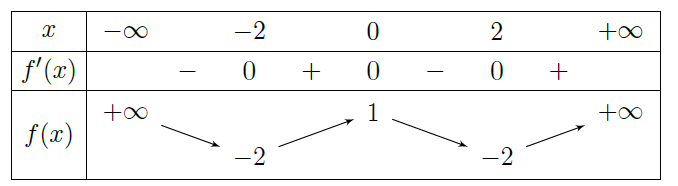 x −∞ −2 0 2 +∞
f′(x) − 0 + 0 − 0 +
f(x) +∞ −2 1 −2 +∞